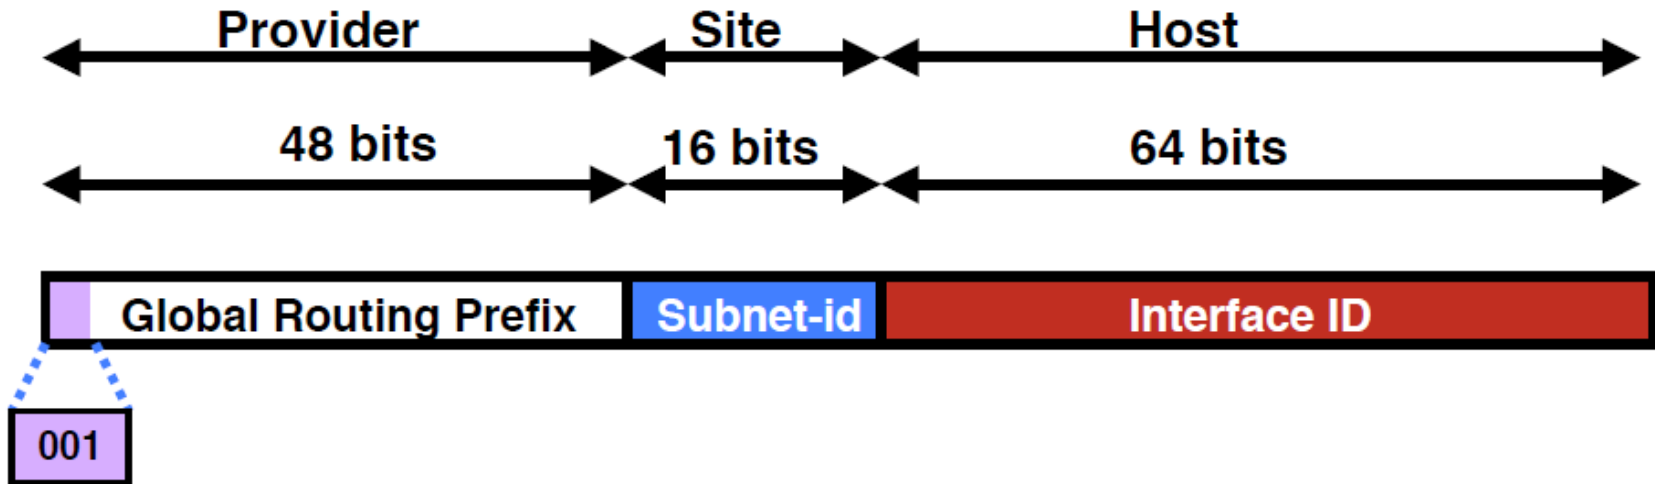 Provider Site Host
48 bits 16 bits 64 bits
Global Routing Prefix Subnet-id Interface ID
001